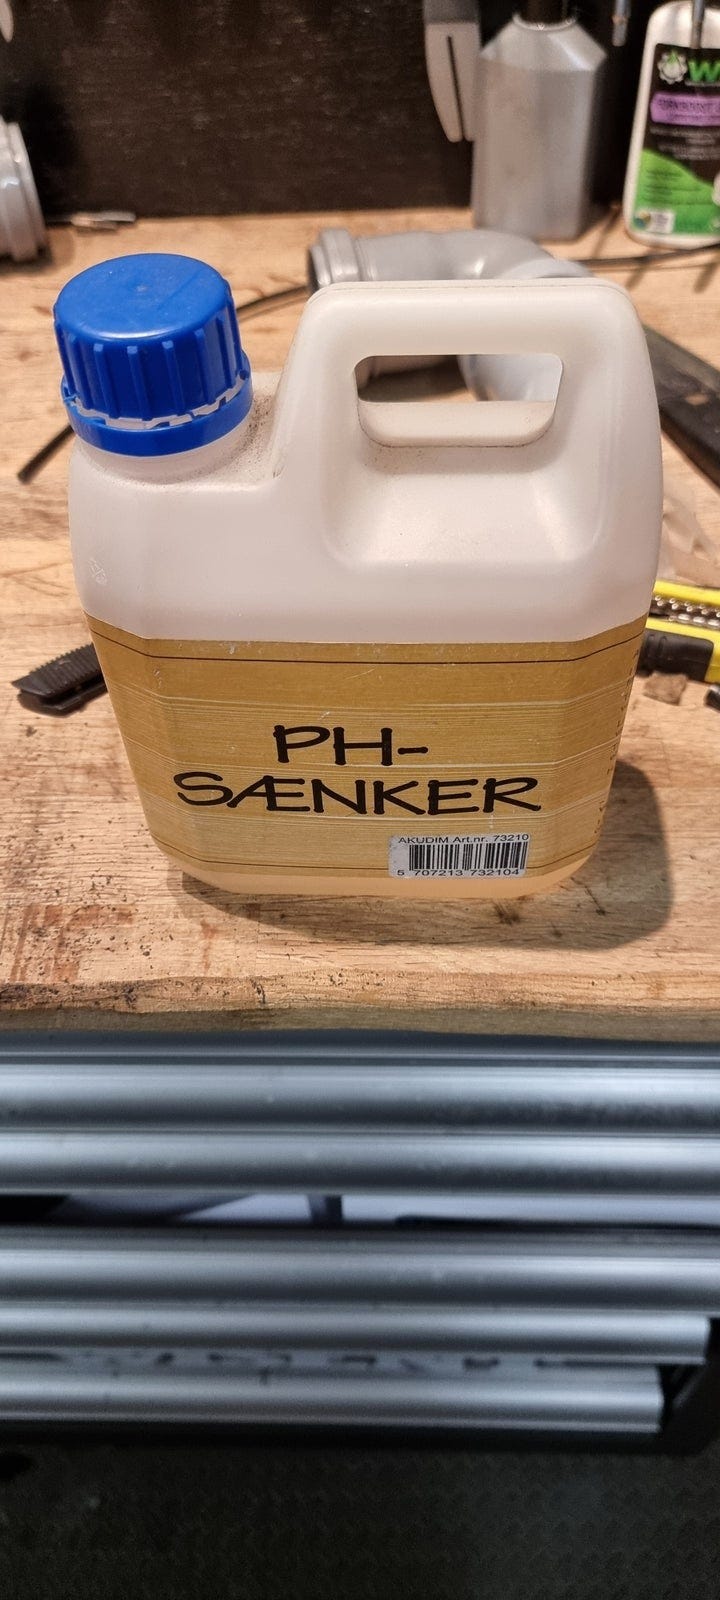 PH-
SÆNKER
AKUDIM Art.nr. 73210
5 707213 732104